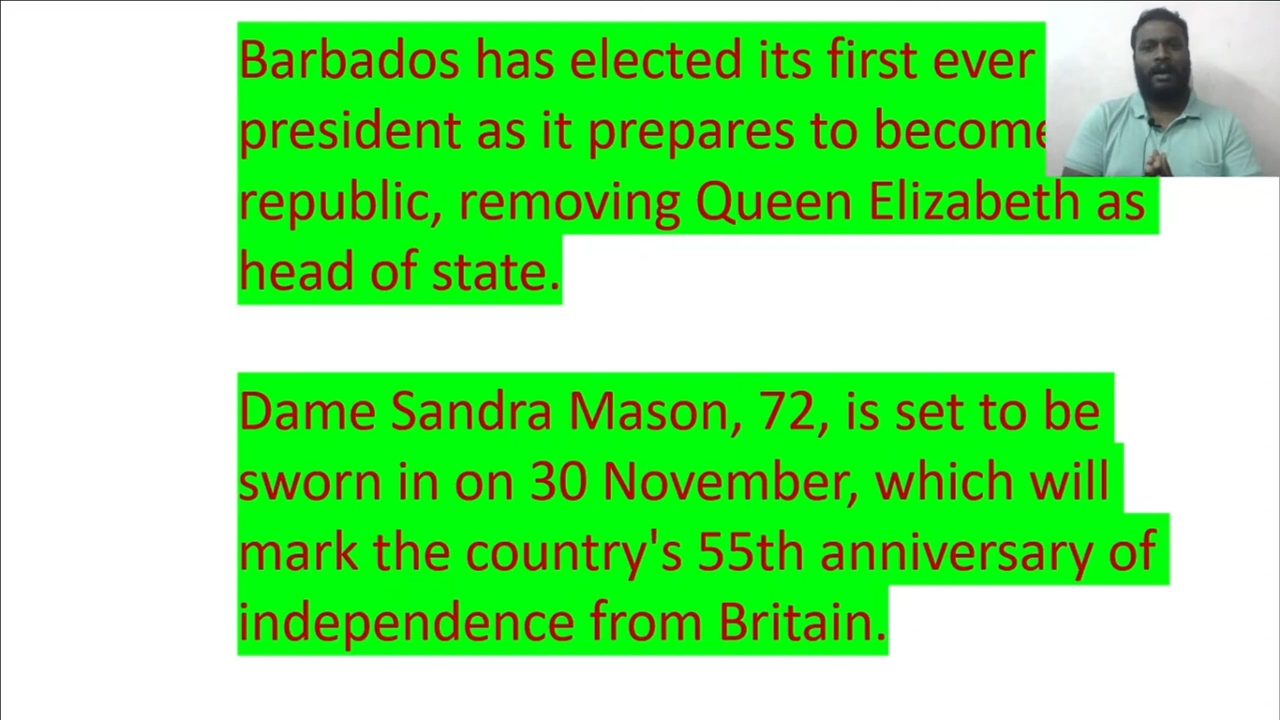 Barbados has elected its first ever
president as it prepares to become
republic, removing Queen Elizabeth as
head of state.
Dame Sandra Mason, 72, is set to be
sworn in on 30 November, which will
mark the country's 55th anniversary of
independence from Britain.